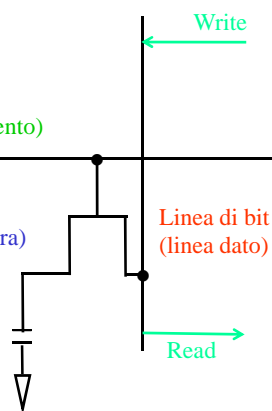 Write
ento)
ra)
Linea di bit
(linea dato)
Read